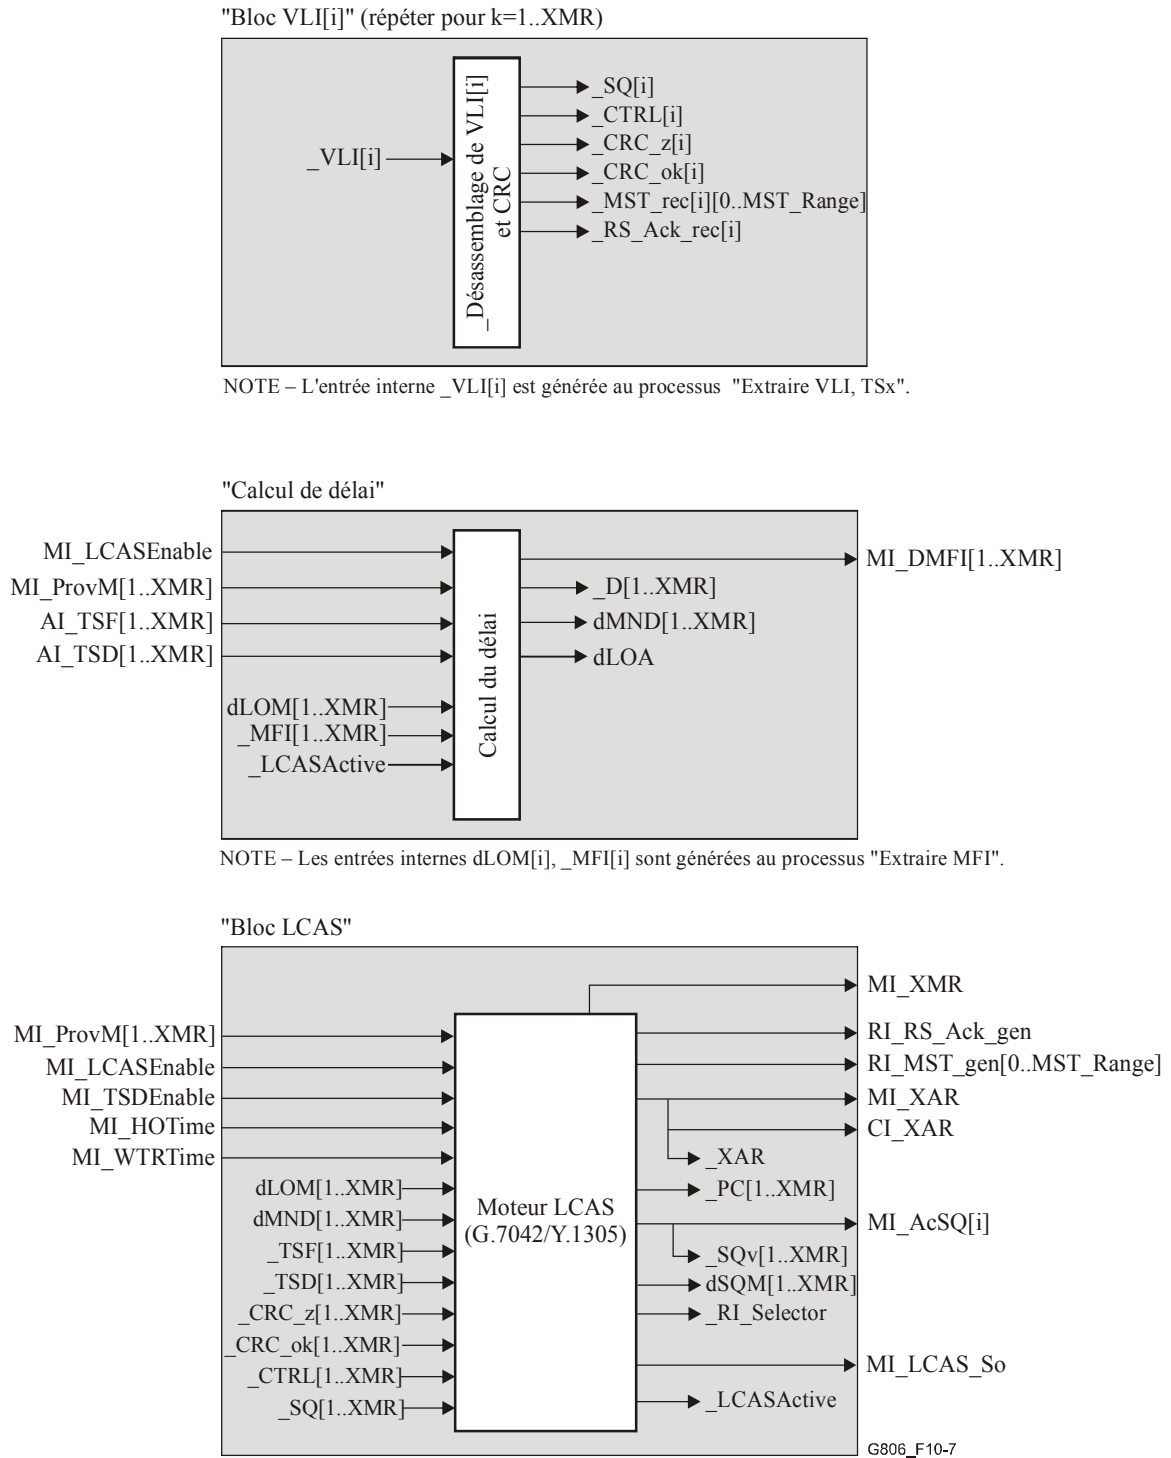 "Bloc VLI[i]" (répéter pour k=1..XMR)
_VLI[i]
_Désassemblage de VLI[i]
et CRC
_SQ[i]
_CTRL[i]
_CRC_z[i]
_CRC_ok[i]
_MST_rec[i][0..MST_Range]
_RS_Ack_rec[i]
NOTE – L'entrée interne _VLI[i] est générée au processus "Extraire VLI, TSx".
"Calcul de délai"
MI_LCASEnable
MI_ProvM[1..XMR]
AI_TSF[1..XMR]
AI_TSD[1..XMR]
dLOM[1..XMR]
_MFI[1..XMR]
_LCASActive
Calcul du délai
MI_DMFI[1..XMR]
_D[1..XMR]
dMND[1..XMR]
dLOA
NOTE – Les entrées internes dLOM[i], _MFI[i] sont générées au processus "Extraire MFI".
"Bloc LCAS"
MI_ProvM[1..XMR]
MI_LCASEnable
MI_TSDEnable
MI_HOTime
MI_WTRTime
dLOM[1..XMR]
dMND[1..XMR]
_TSF[1..XMR]
_TSD[1..XMR]
_CRC_z[1..XMR]
_CRC_ok[1..XMR]
_CTRL[1..XMR]
_SQ[1..XMR]
Moteur LCAS
(G.7042/Y.1305)
MI_XMR
RI_RS_Ack_gen
RI_MST_gen[0..MST_Range]
MI_XAR
CI_XAR
_XAR
_PC[1..XMR]
MI_AcSQ[i]
_SQv[1..XMR]
dSQM[1..XMR]
_RI_Selector
MI_LCAS_So
_LCASActive
G806_F10-7